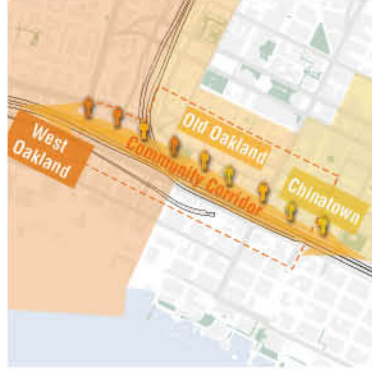 West
Oakland
Old Oakland
Community Corridor
Chinatown